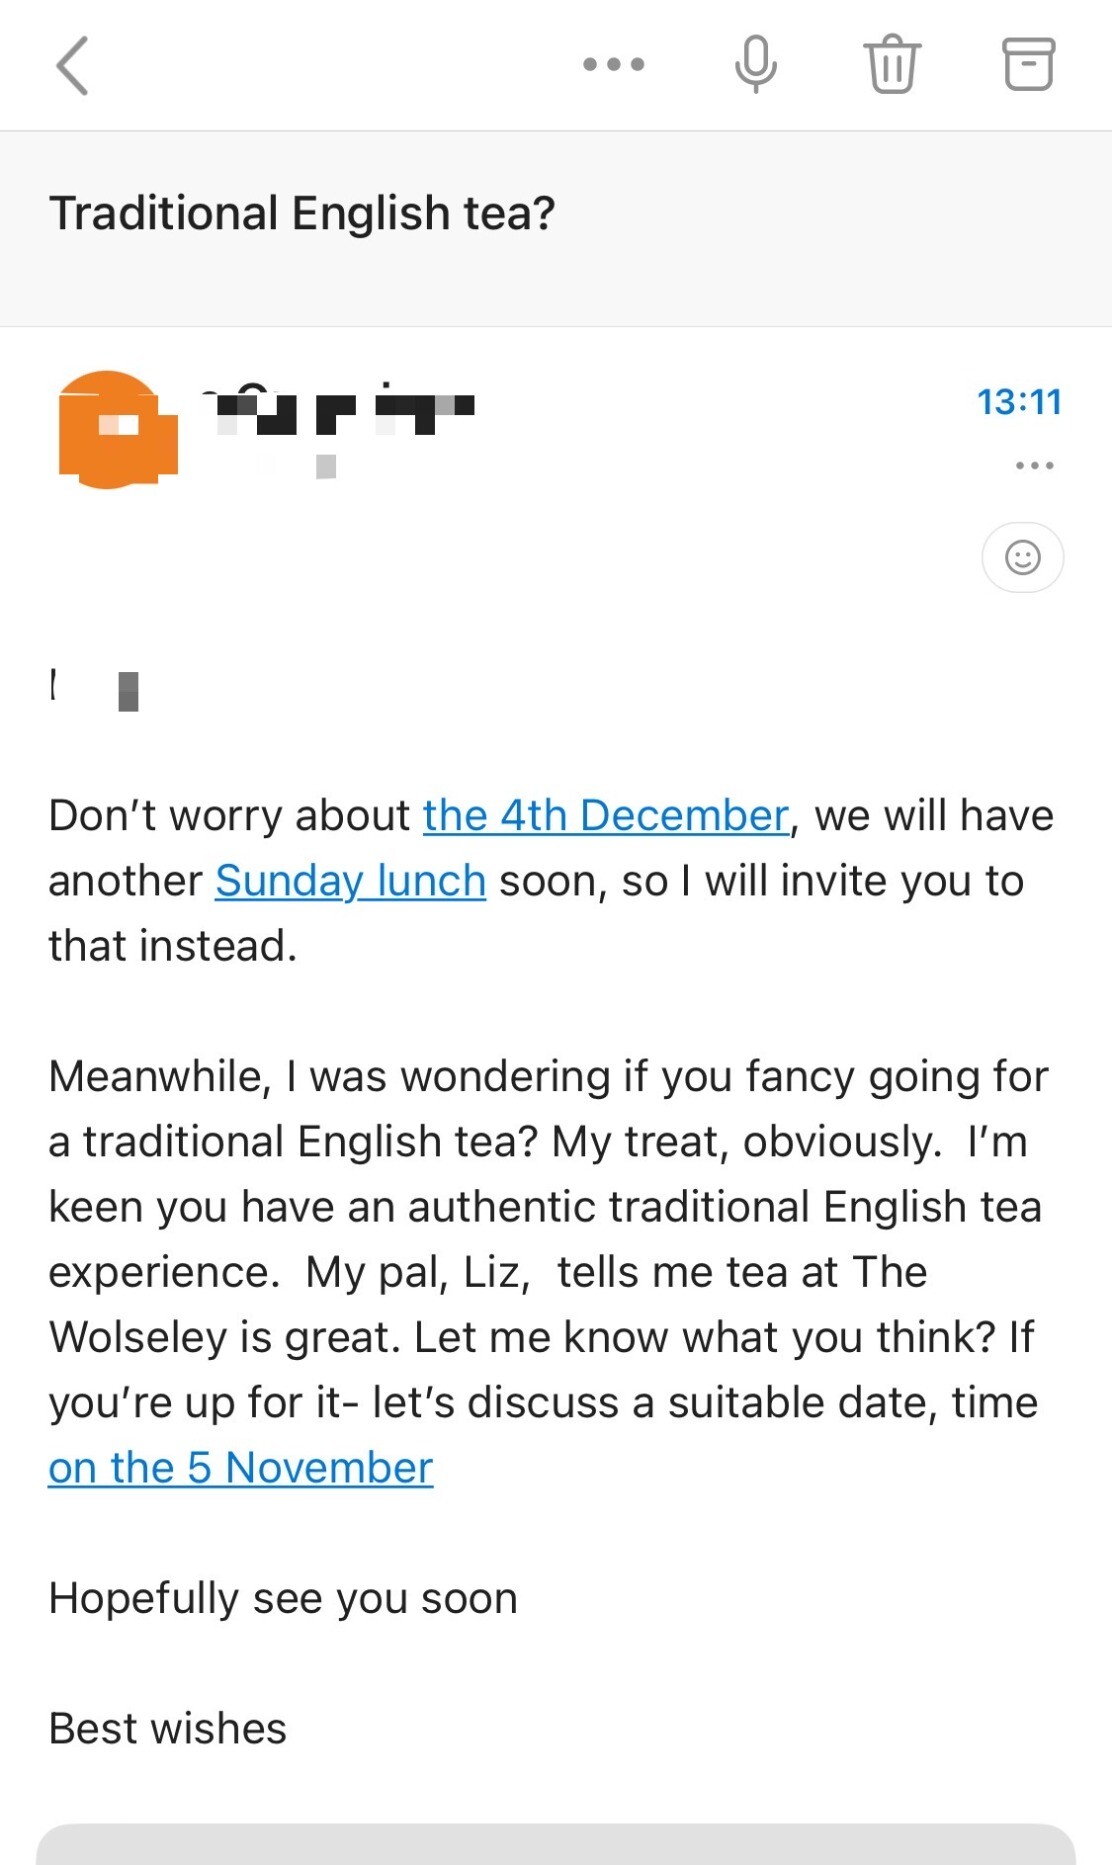 Traditional English tea?
13:11
Don’t worry about the 4th December, we will have
another Sunday lunch soon, so I will invite you to
that instead.
Meanwhile, I was wondering if you fancy going for
a traditional English tea? My treat, obviously.  I’m
keen you have an authentic traditional English tea
experience.  My pal, Liz,  tells me tea at The
Wolseley is great. Let me know what you think? If
you’re up for it- let’s discuss a suitable date, time
on the 5 November
Hopefully see you soon
Best wishes